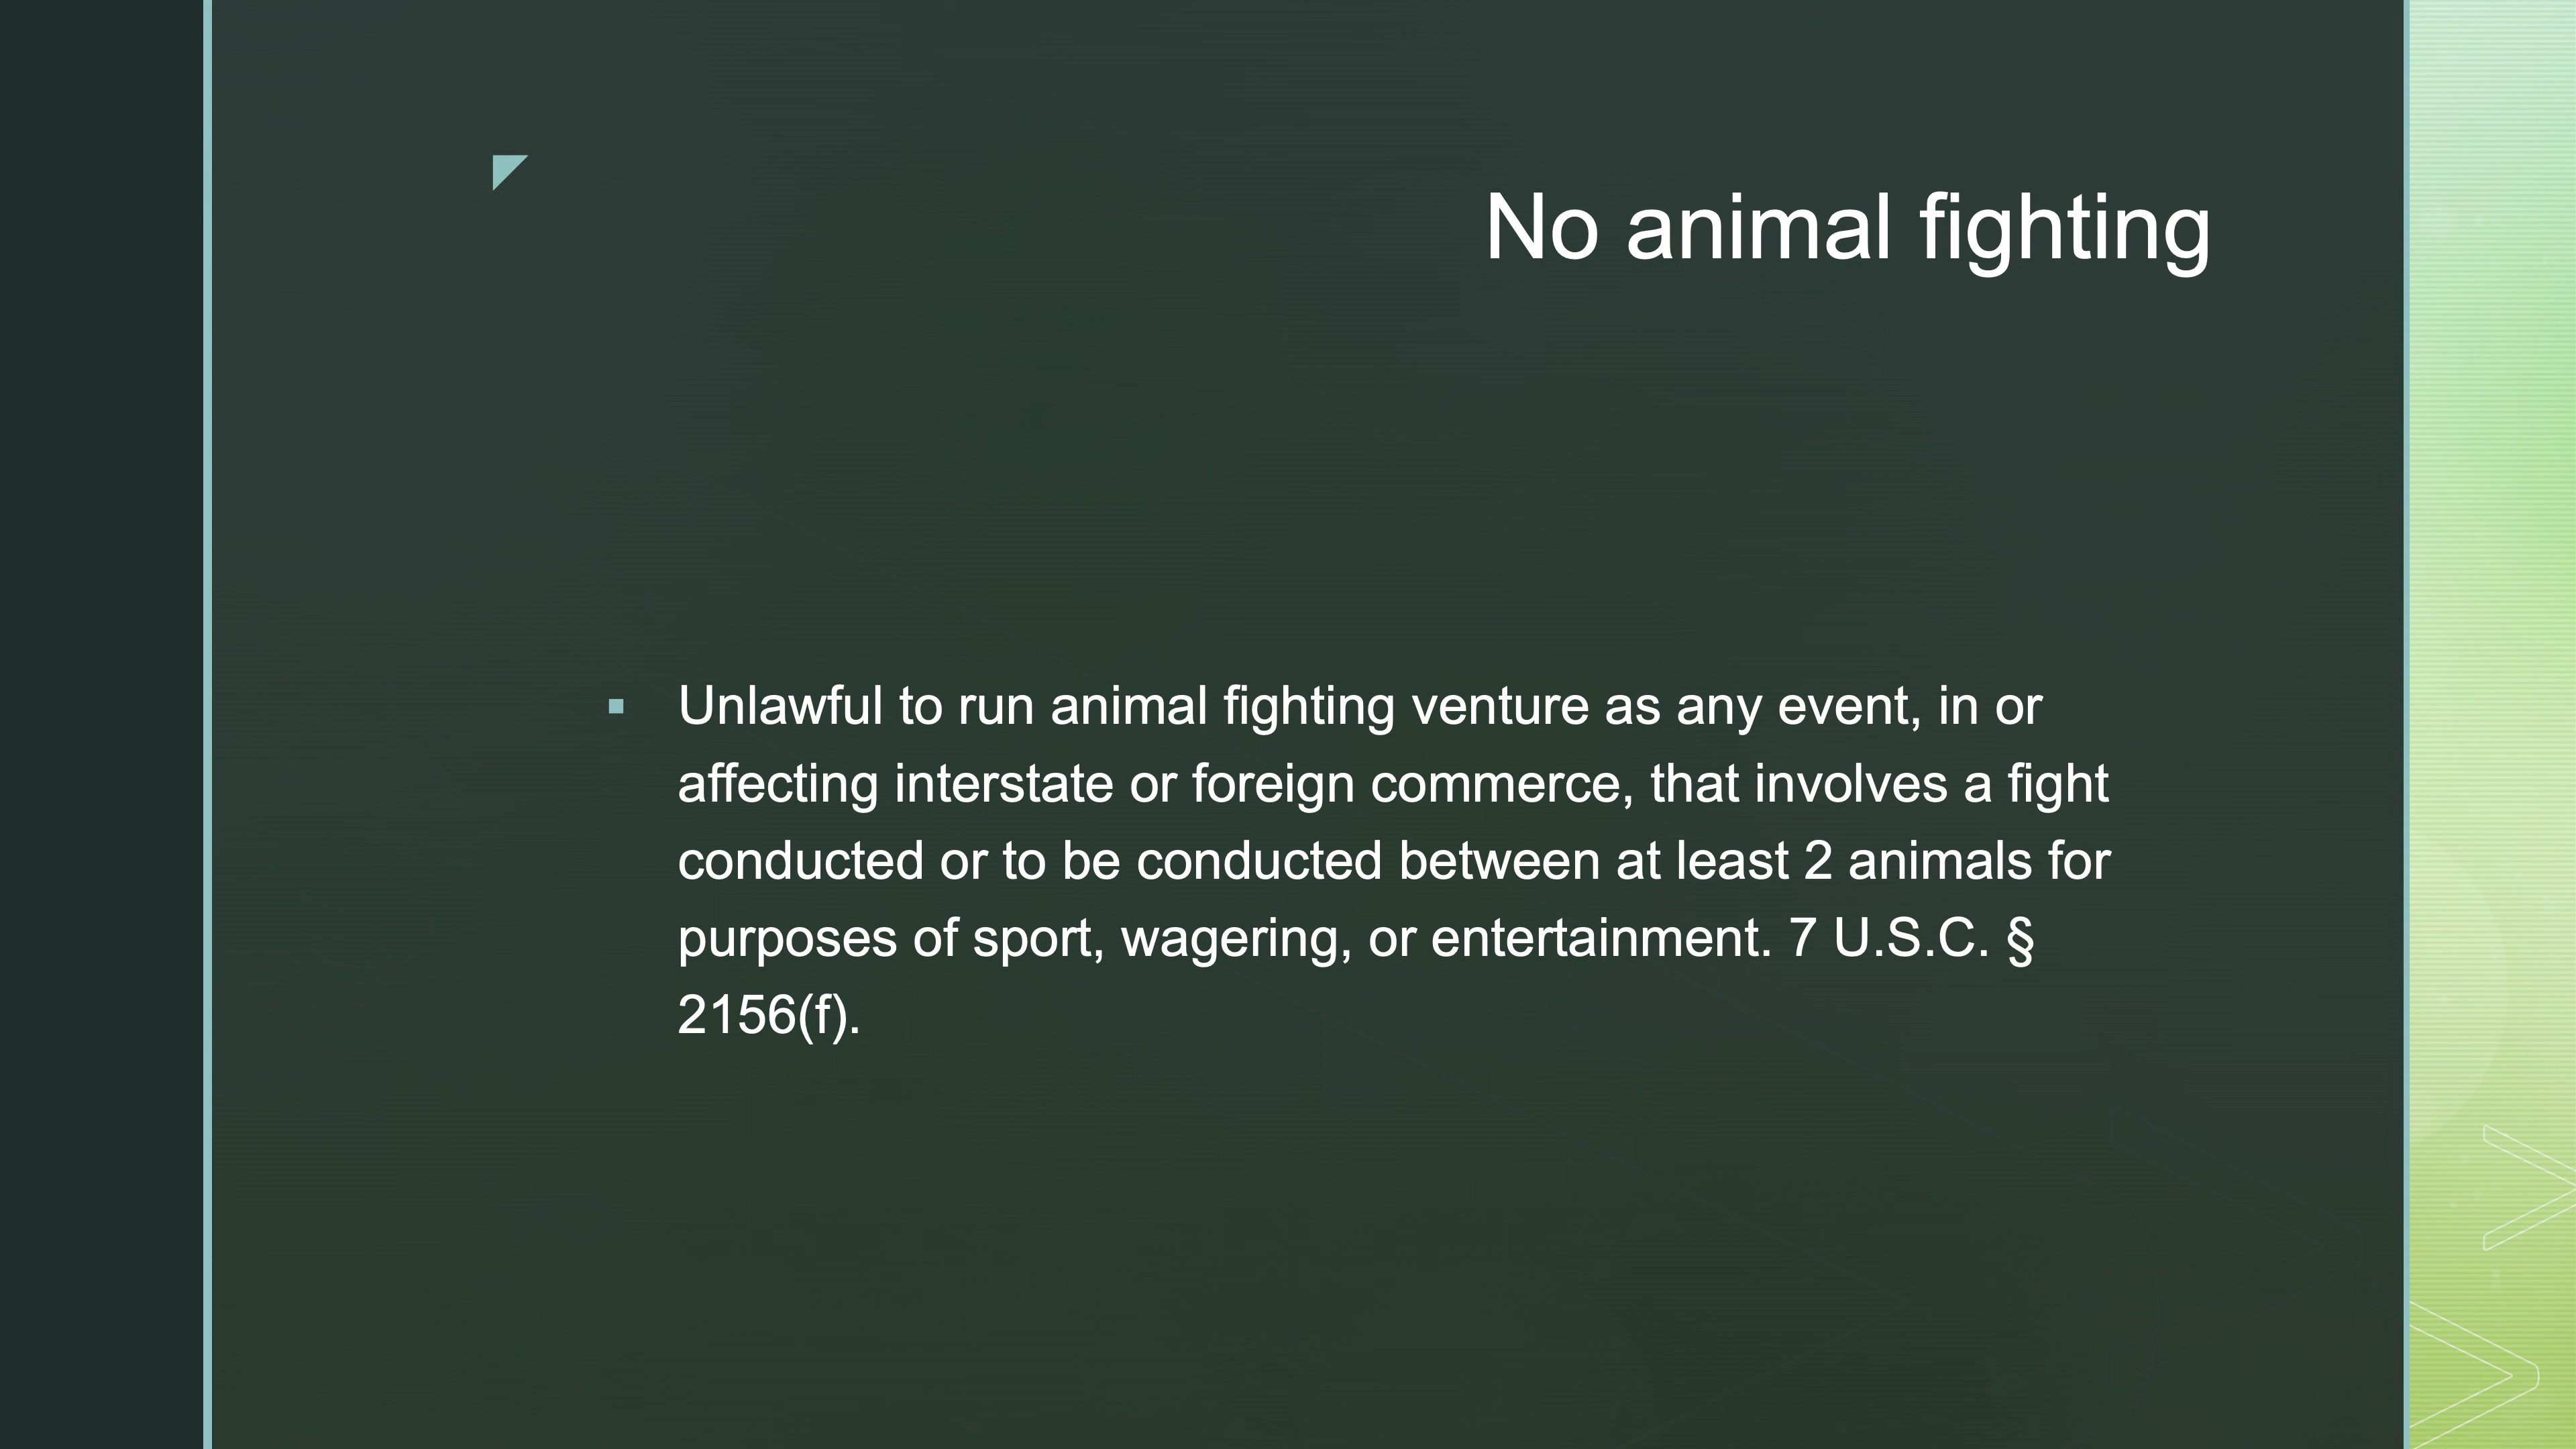 No animal fighting
▪ Unlawful to run animal fighting venture as any event, in or
affecting interstate or foreign commerce, that involves a fight
conducted or to be conducted between at least 2 animals for
purposes of sport, wagering, or entertainment. 7 U.S.C. §
2156(f).